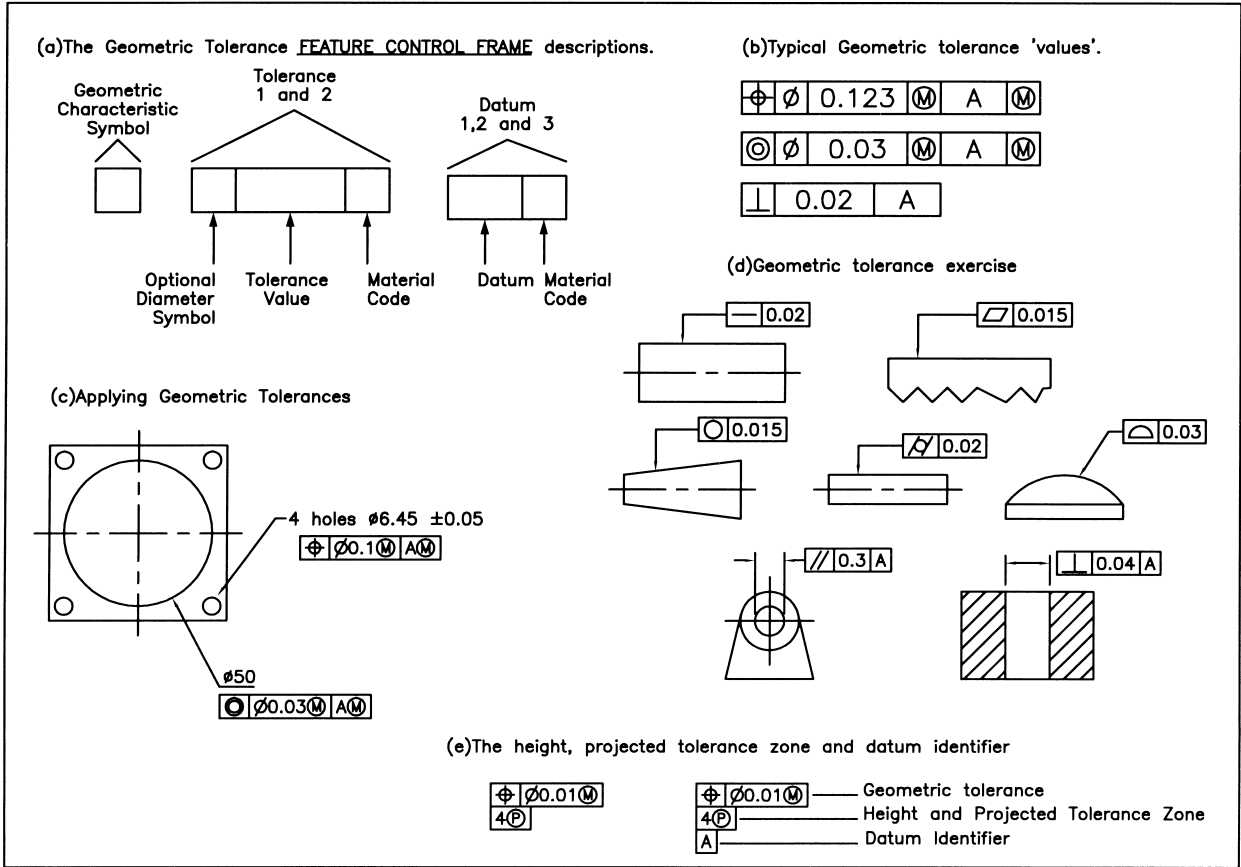 (a)The Geometric Tolerance FEATURE CONTROL FRAME descriptions.
Geometric
Characteristic
Symbol
Tolerance
1 and 2
Datum
1,2 and 3
Optional
Diameter
Symbol
Tolerance
Value
Material
Code
Datum
Material
Code
(b)Typical Geometric tolerance 'values'.
⌖ Ø 0.123 Ⓜ A Ⓜ
◎ Ø 0.03 Ⓜ A Ⓜ
⊥ 0.02 A
(c)Applying Geometric Tolerances
4 holes ø6.45 ±0.05
⌖ Ø0.1Ⓜ AⓂ
ø50
◎ Ø0.03Ⓜ AⓂ
(d)Geometric tolerance exercise
— 0.02
▱ 0.015
○ 0.015
⌭ 0.02
⌓ 0.03
// 0.3 A
⊥ 0.04 A
(e)The height, projected tolerance zone and datum identifier
⌖ Ø0.01Ⓜ
4Ⓟ
⌖ Ø0.01Ⓜ Geometric tolerance
4Ⓟ Height and Projected Tolerance Zone
A Datum Identifier